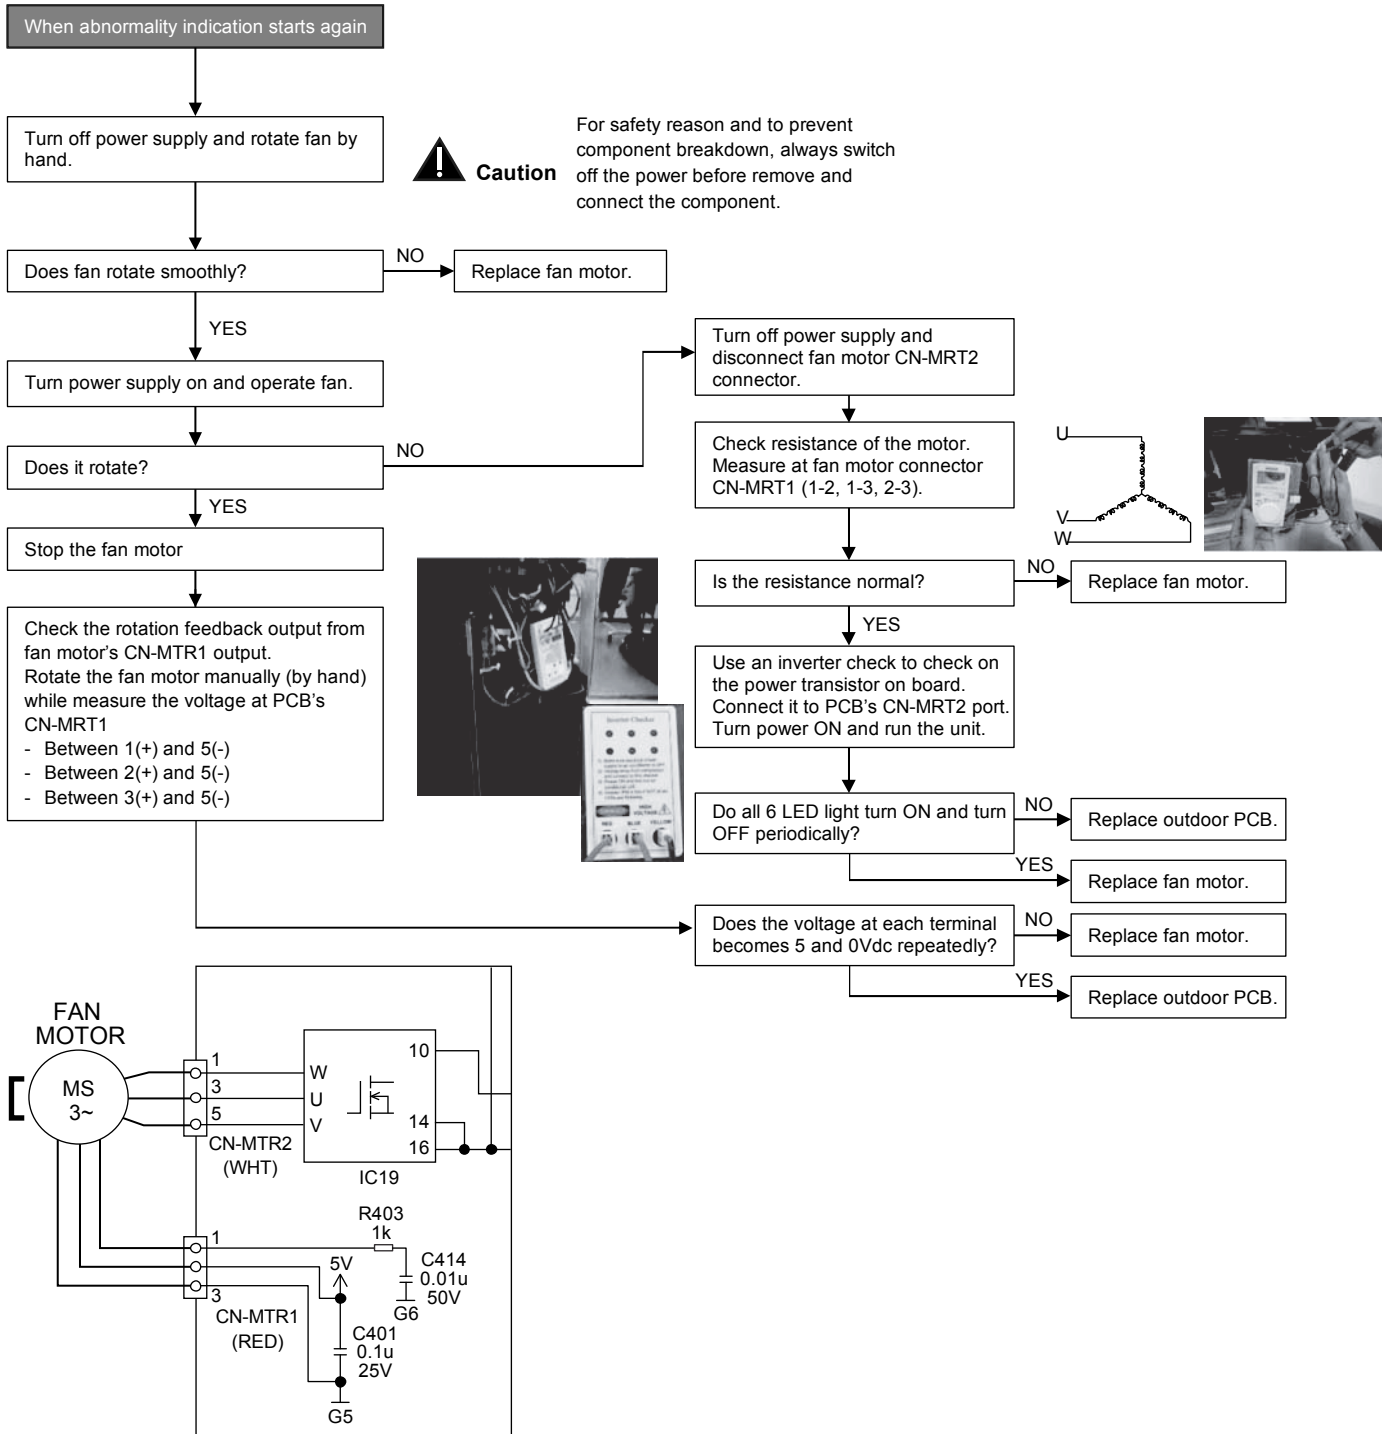 When abnormality indication starts again
Turn off power supply and rotate fan by
hand.
Caution
For safety reason and to prevent
component breakdown, always switch
off the power before remove and
connect the component.
Does fan rotate smoothly?
NO
Replace fan motor.
YES
Turn power supply on and operate fan.
Does it rotate?
NO
YES
Stop the fan motor
Check the rotation feedback output from
fan motor's CN-MTR1 output.
Rotate the fan motor manually (by hand)
while measure the voltage at PCB's
CN-MRT1
- Between 1(+) and 5(-)
- Between 2(+) and 5(-)
- Between 3(+) and 5(-)
Turn off power supply and
disconnect fan motor CN-MRT2
connector.
Check resistance of the motor.
Measure at fan motor connector
CN-MRT1 (1-2, 1-3, 2-3).
U
V
W
Is the resistance normal?
NO
Replace fan motor.
YES
Use an inverter check to check on
the power transistor on board.
Connect it to PCB's CN-MRT2 port.
Turn power ON and run the unit.
Inverter Checker
HIGH
VOLTAGE
RED BLUE YELLOW
Do all 6 LED light turn ON and turn
OFF periodically?
NO
Replace outdoor PCB.
YES
Replace fan motor.
Does the voltage at each terminal
becomes 5 and 0Vdc repeatedly?
NO
Replace fan motor.
YES
Replace outdoor PCB.
FAN
MOTOR
MS
3~
1
3
5
CN-MTR2
(WHT)
W
U
V
10
14
16
IC19
1
3
CN-MTR1
(RED)
R403
1k
5V
C414
0.01u
50V
G6
C401
0.1u
25V
G5